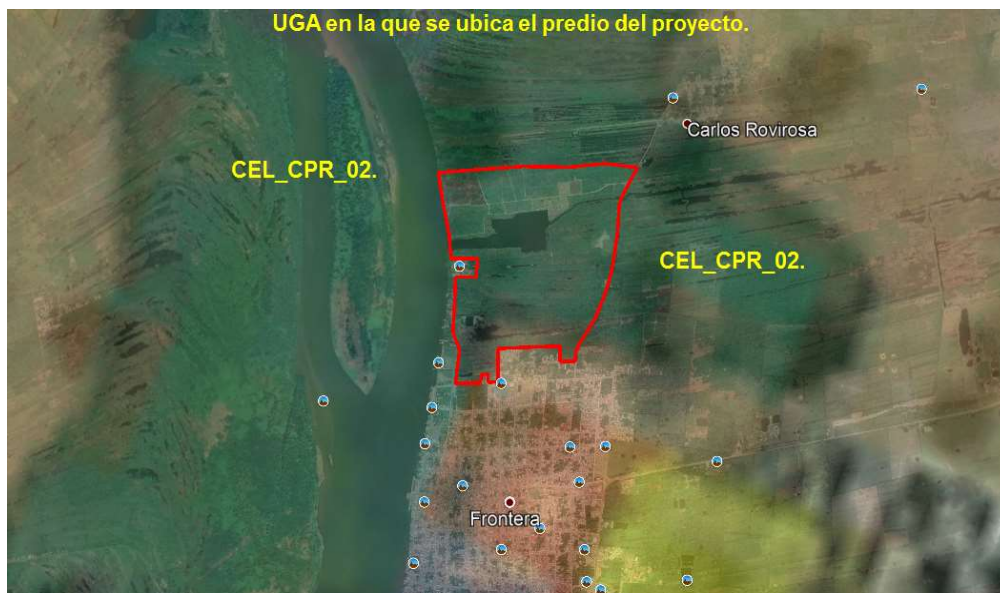 UGA en la que se ubica el predio del proyecto.
Carlos Rovirosa
CEL_CPR_02.
CEL_CPR_02.
Frontera